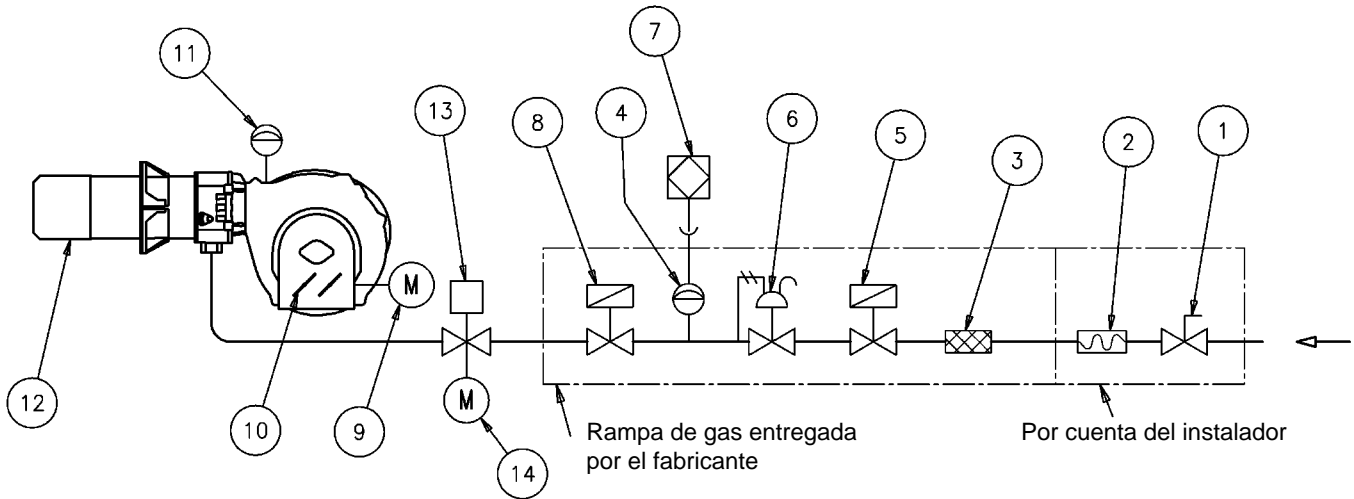 11
7
13
8
4
6
5
3
2
1
M
M
12
10
9
14
Rampa de gas entregada
por el fabricante
Por cuenta del instalador